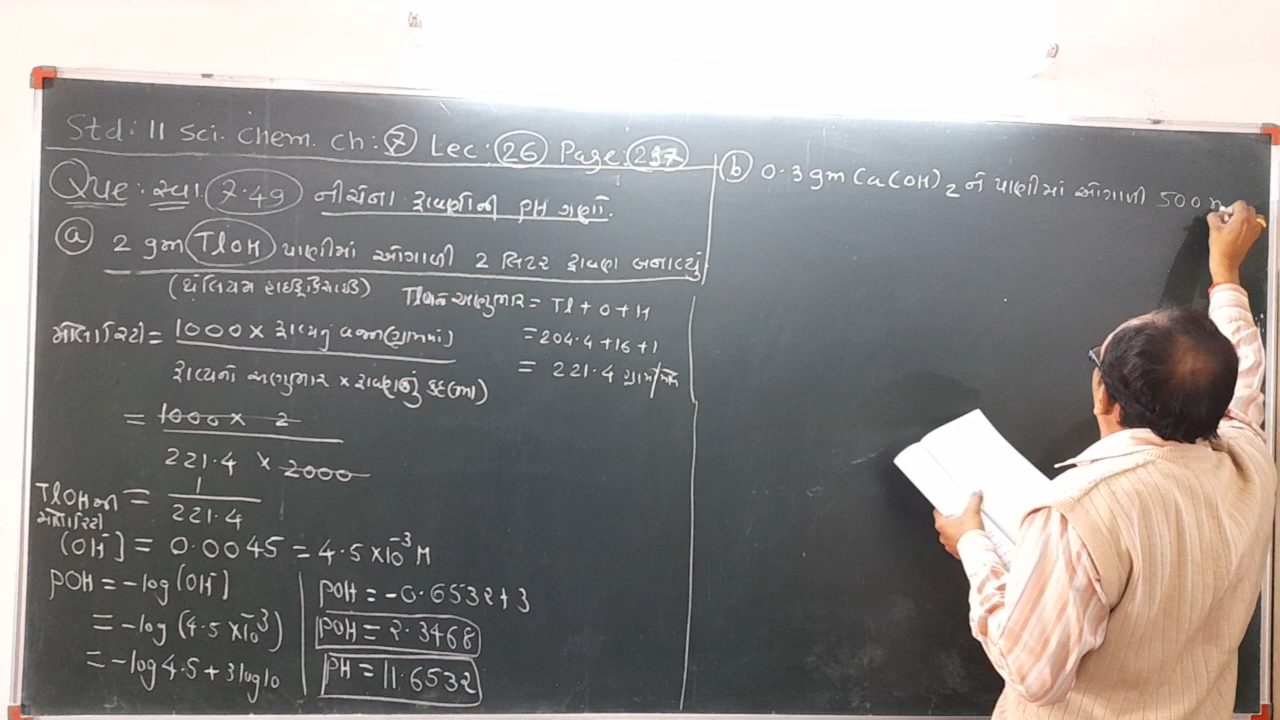 Std: 11 Sci. Chem. Ch: 7 Lec: 26 Page: 237
Que: સ્વા. 7.49 નીચેના દ્રાવણોની PH ગણો.
(a) 2 gm TlOH પાણીમાં ઓગાળી 2 લિટર દ્રાવણ બનાવ્યું
(થેલિયમ હાઇડ્રોક્સાઇડ)
TlOHનો અણુભાર = Tl + O + H
= 204.4 + 16 + 1
= 221.4 ગ્રામ/મોલ
મોલારિટી = 1000 × દ્રાવ્યનું વજન(ગ્રામમાં)
દ્રાવ્યનો અણુભાર × દ્રાવણનું કદ(ml)
= 1000 × 2
221.4 × 2000
TlOH ની મોલારિટી = 1
221.4
[OH⁻] = 0.0045 = 4.5 × 10⁻³ M
POH = -log [OH⁻]
= -log (4.5 × 10⁻³)
= -log 4.5 + 3 log 10
POH = -0.6532 + 3
POH = 2.3468
PH = 11.6532
(b) 0.3 gm Ca(OH)₂ ને પાણીમાં ઓગાળી 500